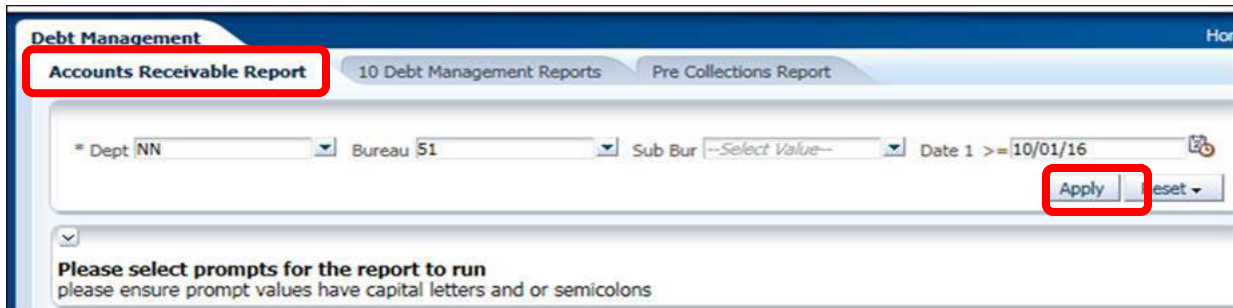 Debt Management
Accounts Receivable Report 10 Debt Management Reports Pre Collections Report
* Dept NN Bureau 51 Sub Bur --Select Value-- Date 1 >= 10/01/16
Apply
Please select prompts for the report to run
please ensure prompt values have capital letters and or semicolons